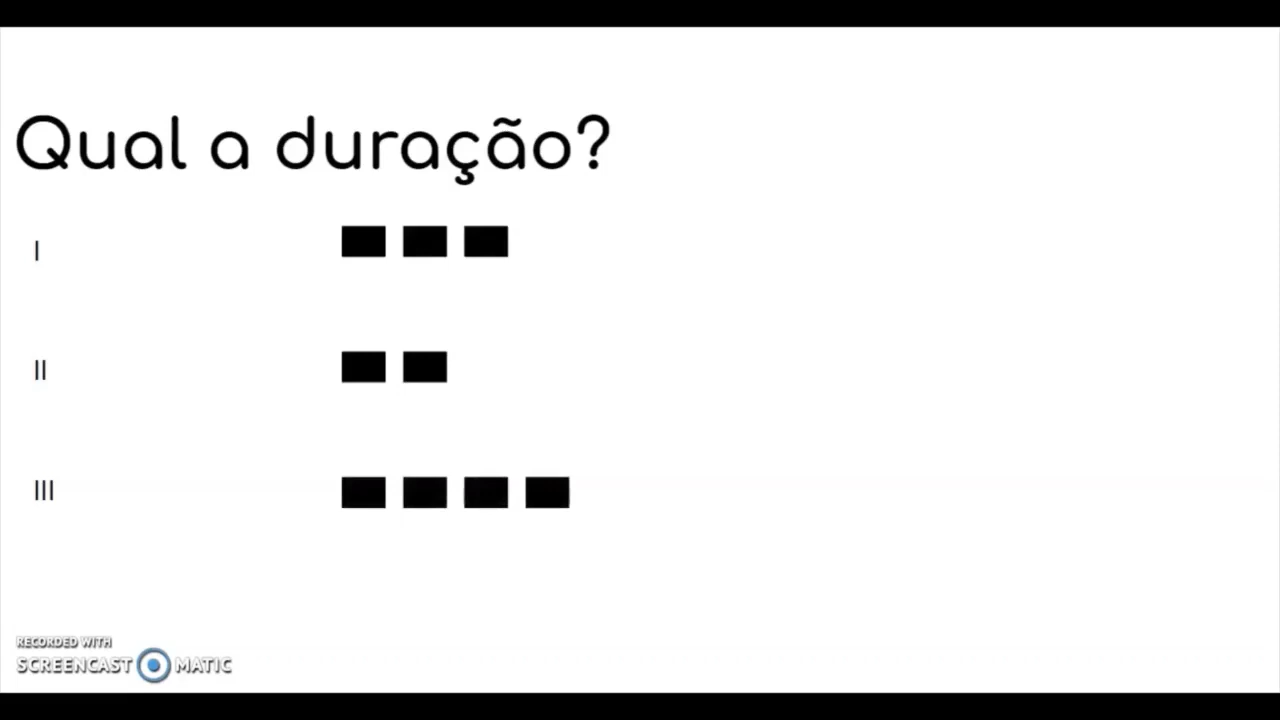 Qual a duração?
I
II
III
RECORDED WITH
SCREENCAST MATIC